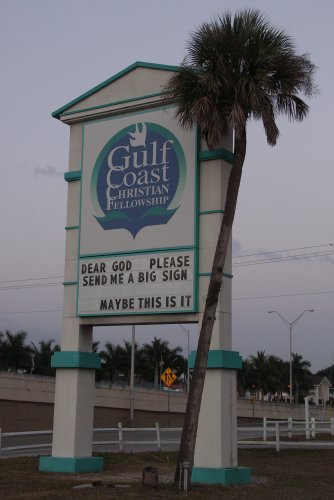 Gulf
Coast
CHRISTIAN
FELLOWSHIP
DEAR GOD PLEASE
SEND ME A BIG SIGN
MAYBE THIS IS IT